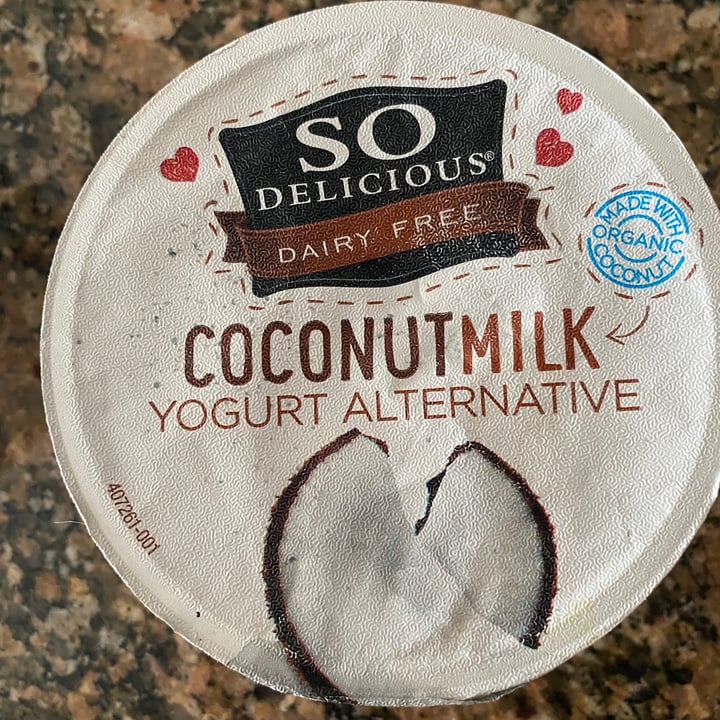 SO
DELICIOUS®
DAIRY FREE
MADE WITH
ORGANIC
COCONUT
COCONUTMILK
YOGURT ALTERNATIVE
407261-001